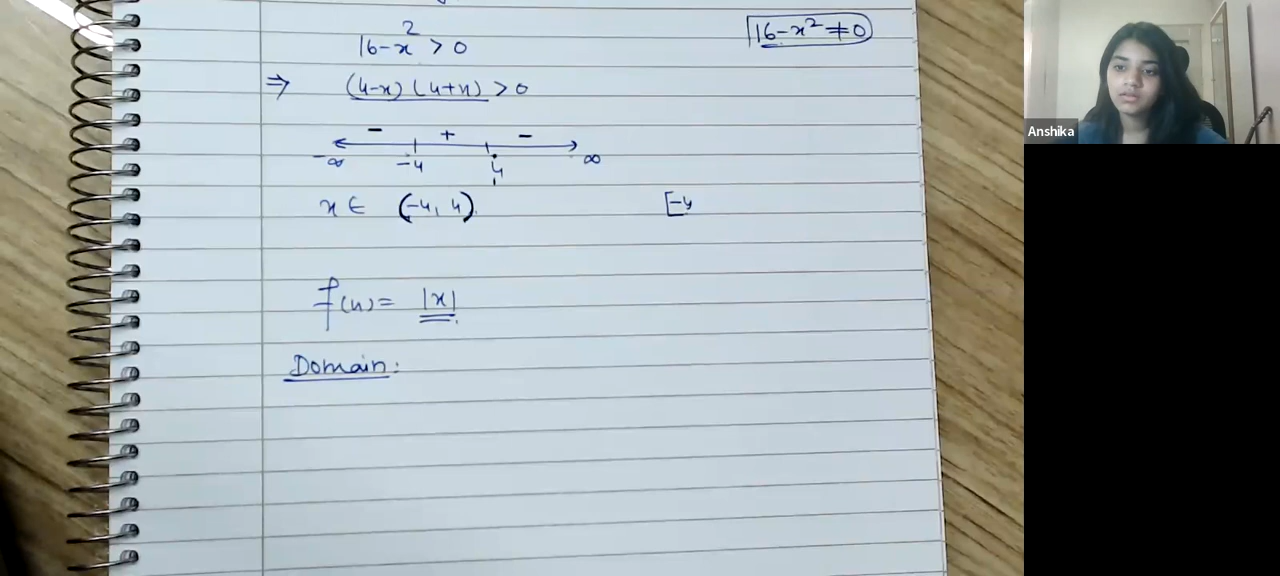 16-x² > 0
16-x² ≠ 0
⇒ (4-x) (4+x) > 0
- + -
-∞ -4 4 ∞
x ∈ (-4, 4)
[-4
f(x) = |x|
Domain:
Anshika